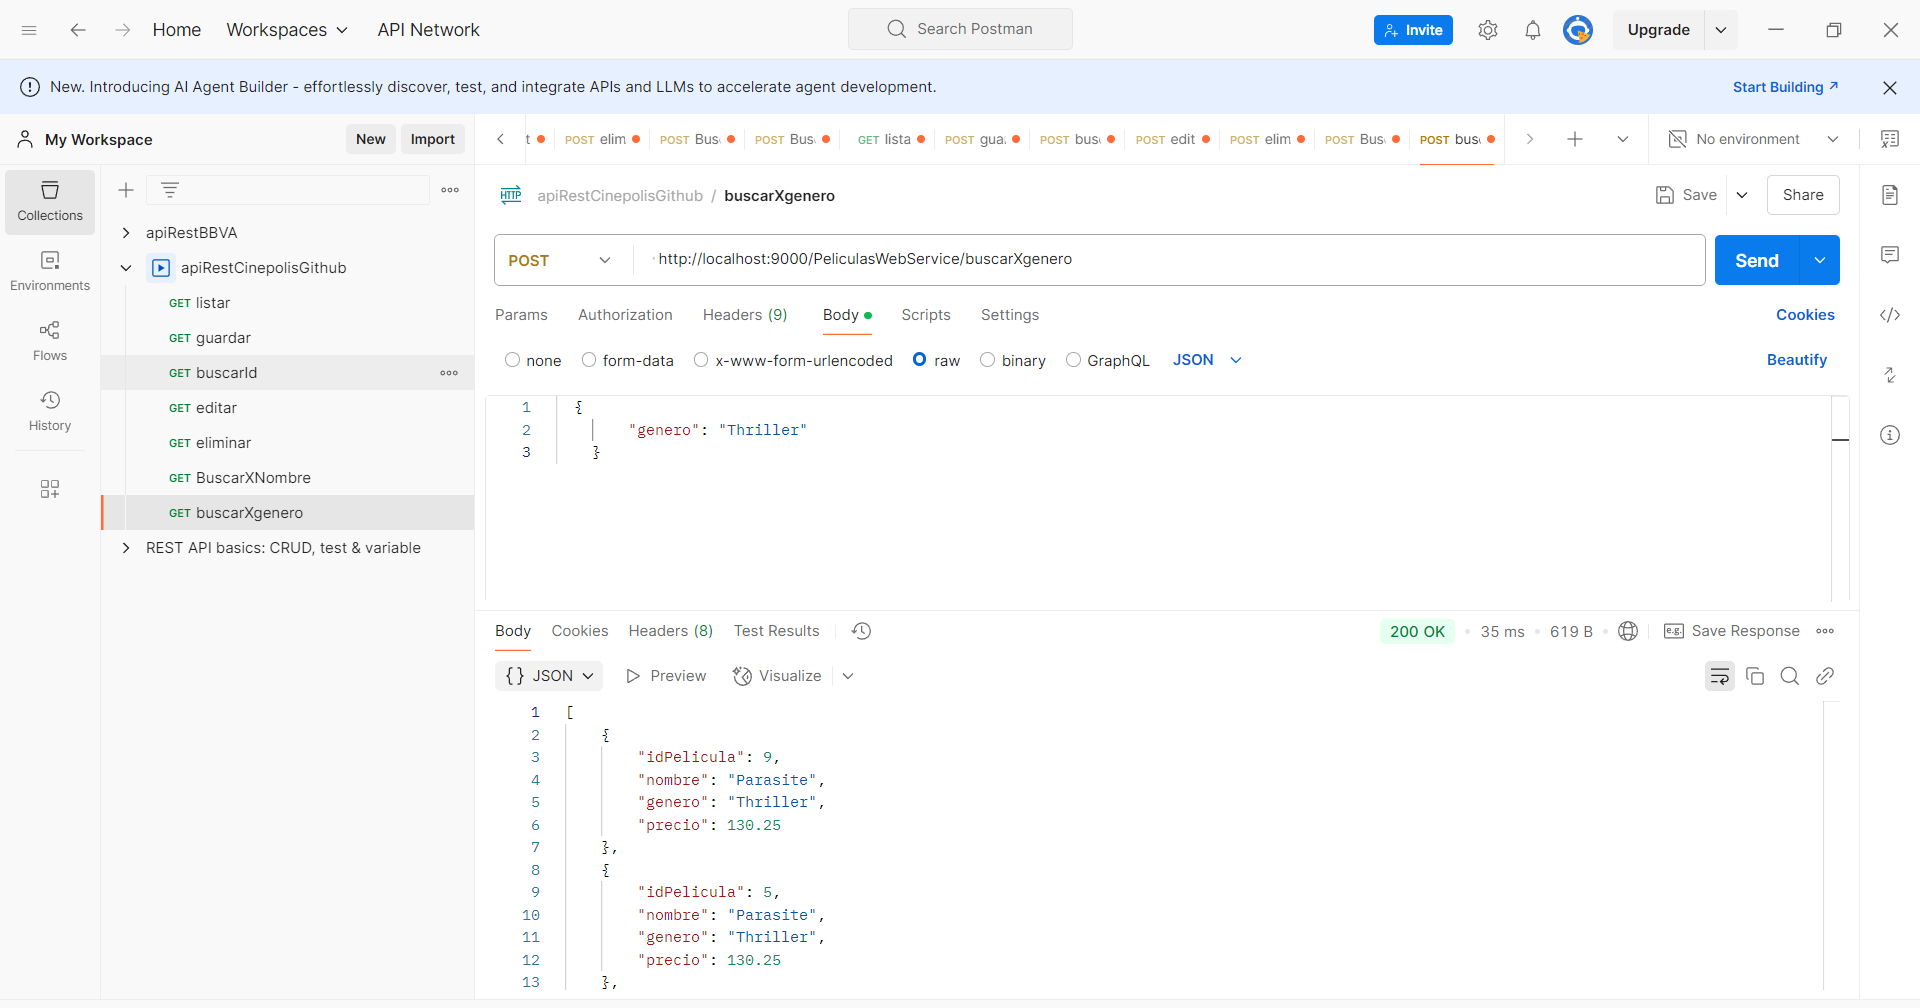 Home Workspaces API Network Search Postman Invite Upgrade
New. Introducing AI Agent Builder - effortlessly discover, test, and integrate APIs and LLMs to accelerate agent development. Start Building
My Workspace New Import
t POST elim POST Bus POST Bus GET lista POST gua POST bus POST edit POST elim POST Bus POST bus No environment
Collections
Environments
Flows
History
apiRestBBVA
apiRestCinepolisGithub
GET listar
GET guardar
GET buscarId
GET editar
GET eliminar
GET BuscarXNombre
GET buscarXgenero
REST API basics: CRUD, test & variable
HTTP apiRestCinepolisGithub / buscarXgenero Save Share
POST http://localhost:9000/PeliculasWebService/buscarXgenero Send
Params Authorization Headers (9) Body Scripts Settings Cookies
none form-data x-www-form-urlencoded raw binary GraphQL JSON Beautify
1 {
2 "genero": "Thriller"
3 }
Body Cookies Headers (8) Test Results 200 OK 35 ms 619 B e.g. Save Response
{} JSON Preview Visualize
1 [
2 {
3 "idPelicula": 9,
4 "nombre": "Parasite",
5 "genero": "Thriller",
6 "precio": 130.25
7 },
8 {
9 "idPelicula": 5,
10 "nombre": "Parasite",
11 "genero": "Thriller",
12 "precio": 130.25
13 },